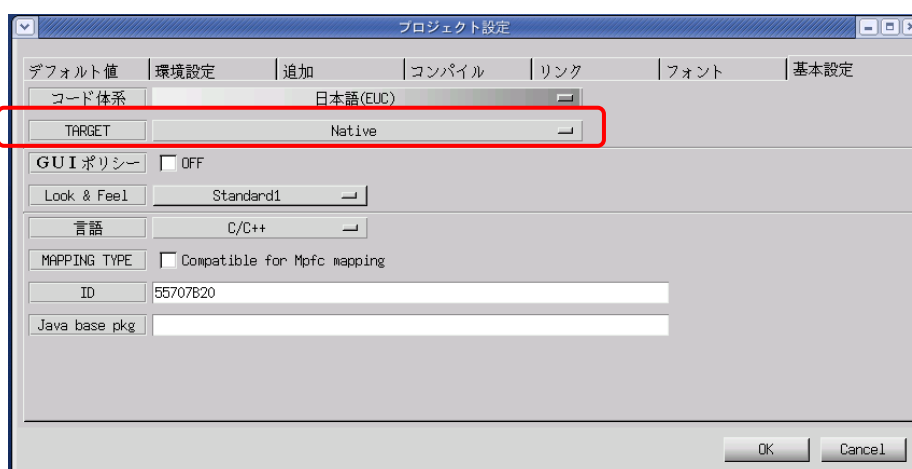 プロジェクト設定
デフォルト値 環境設定 追加 コンパイル リンク フォント 基本設定
コード体系 日本語(EUC)
TARGET Native
GUIポリシー OFF
Look & Feel Standard1
言語 C/C++
MAPPING TYPE Compatible for Mpfc mapping
ID 55707B20
Java base pkg
OK Cancel